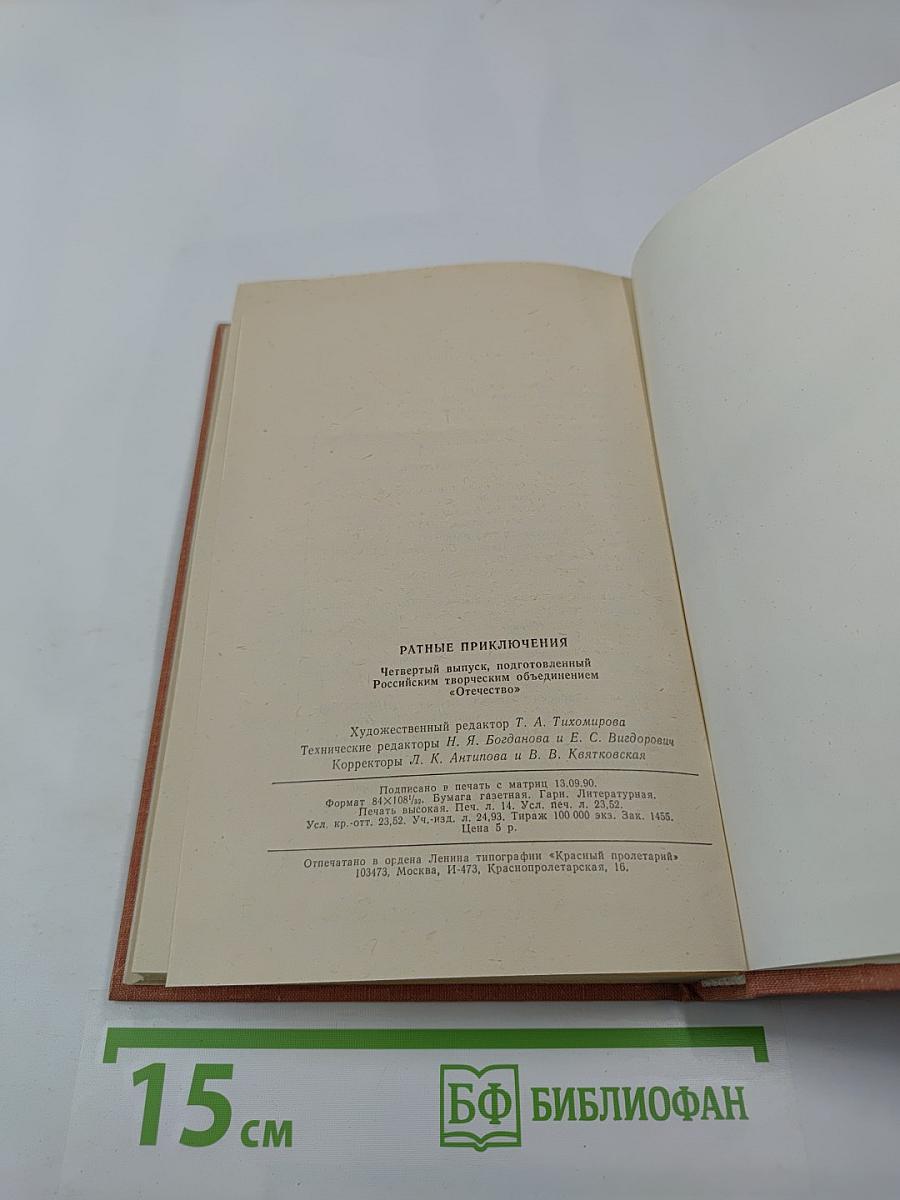 РАТНЫЕ ПРИКЛЮЧЕНИЯ
Четвертый выпуск, подготовленный
Российским творческим объединением
«Отечество»
Художественный редактор Т. А. Тихомирова
Технические редакторы Н. Я. Богданова и Е. С. Вигдорович
Корректоры Л. К. Антипова и В. В. Квятковская
Подписано в печать с матриц 13.09.90.
Формат 84×108¹/₃₂. Бумага газетная. Гарн. Литературная.
Печать высокая. Печ. л. 14. Усл. печ. л. 23,52.
Усл. кр.-отт. 23,52. Уч.-изд. л. 24,93. Тираж 100 000 экз. Зак. 1455.
Цена 5 р.
Отпечатано в ордена Ленина типографии «Красный пролетарий»
103473, Москва, И-473, Краснопролетарская, 16.
15 см
БФ БИБЛИОФАН